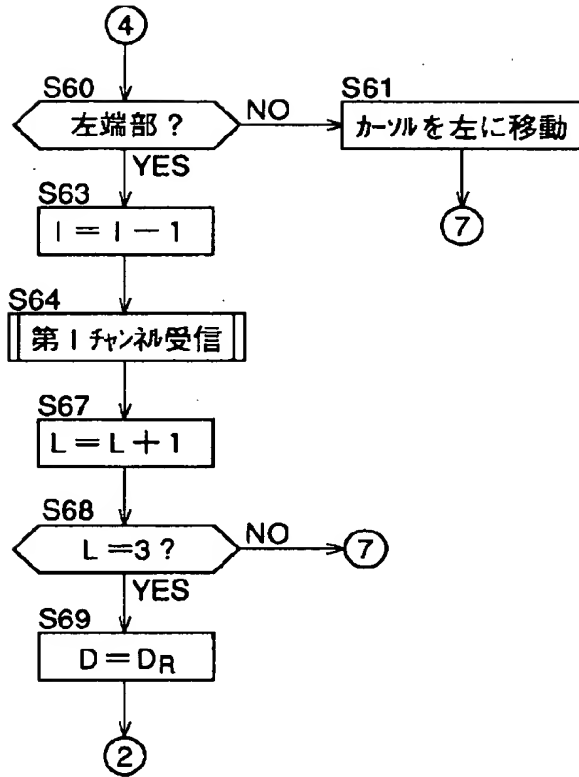 ④
S60
左端部?
NO
S61
カーソルを左に移動
YES
⑦
S63
I=I-1
S64
第Iチャンネル受信
S67
L=L+1
S68
L=3?
NO
⑦
YES
S69
D=DR
②